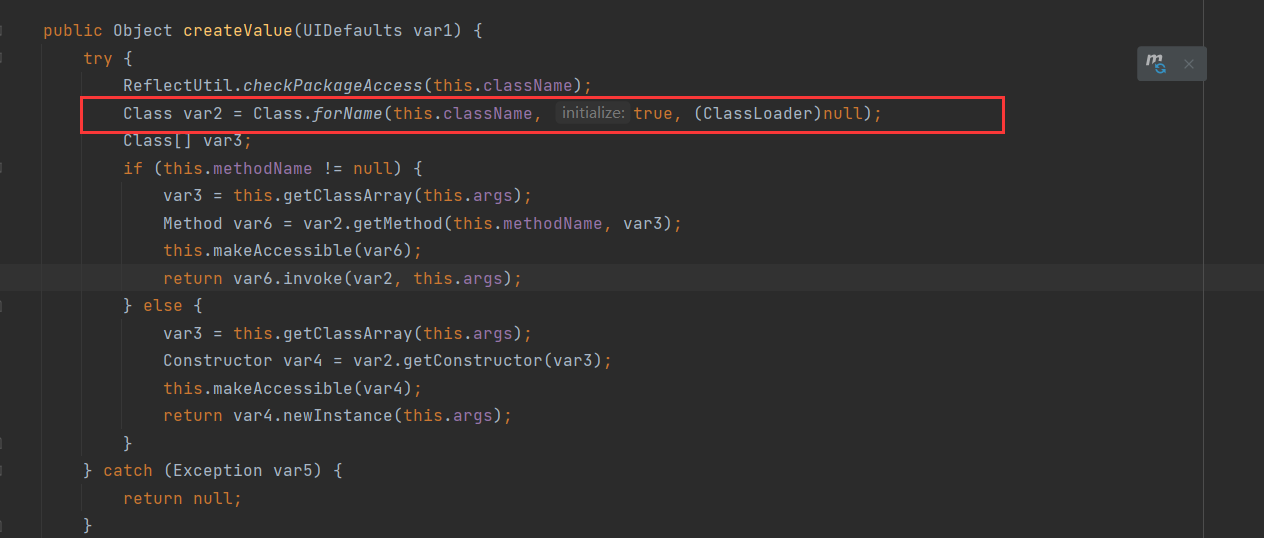 public Object createValue(UIDefaults var1) {
try {
ReflectUtil.checkPackageAccess(this.className);
Class var2 = Class.forName(this.className, initialize: true, (ClassLoader)null);
Class[] var3;
if (this.methodName != null) {
var3 = this.getClassArray(this.args);
Method var6 = var2.getMethod(this.methodName, var3);
this.makeAccessible(var6);
return var6.invoke(var2, this.args);
} else {
var3 = this.getClassArray(this.args);
Constructor var4 = var2.getConstructor(var3);
this.makeAccessible(var4);
return var4.newInstance(this.args);
}
} catch (Exception var5) {
return null;
}
m